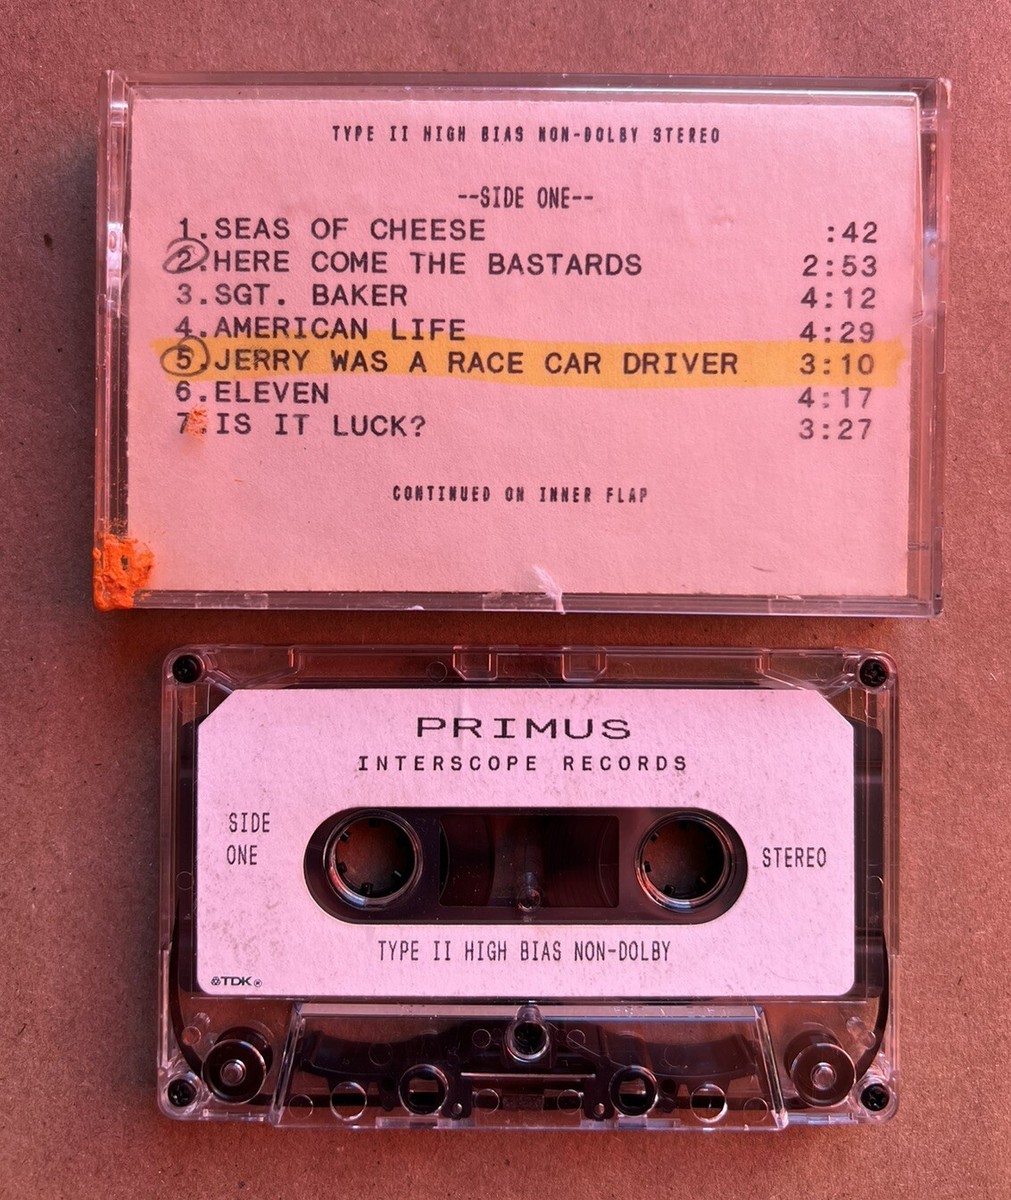 TYPE II HIGH BIAS NON-DOLBY STEREO
--SIDE ONE--
1.SEAS OF CHEESE :42
2.HERE COME THE BASTARDS 2:53
3.SGT. BAKER 4:12
4.AMERICAN LIFE 4:29
5.JERRY WAS A RACE CAR DRIVER 3:10
6.ELEVEN 4:17
7.IS IT LUCK? 3:27
CONTINUED ON INNER FLAP
PRIMUS
INTERSCOPE RECORDS
SIDE
ONE
STEREO
TYPE II HIGH BIAS NON-DOLBY
TDK®